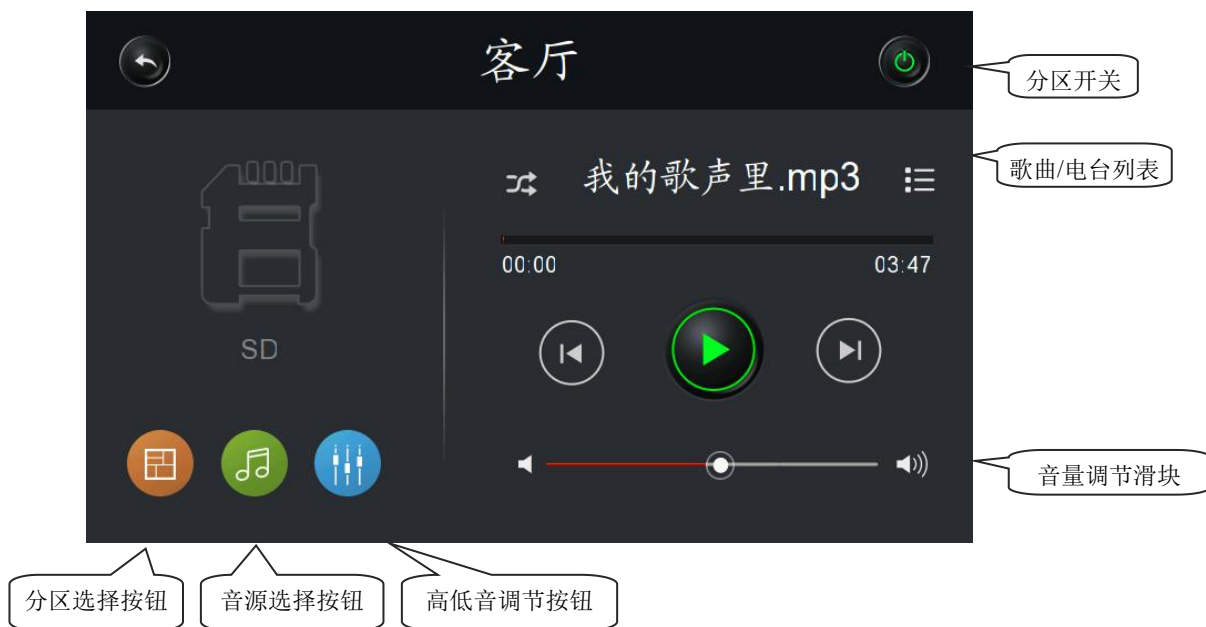 客厅
分区开关
歌曲/电台列表
我的歌声里.mp3
00:00
03:47
SD
音量调节滑块
分区选择按钮
音源选择按钮
高低音调节按钮